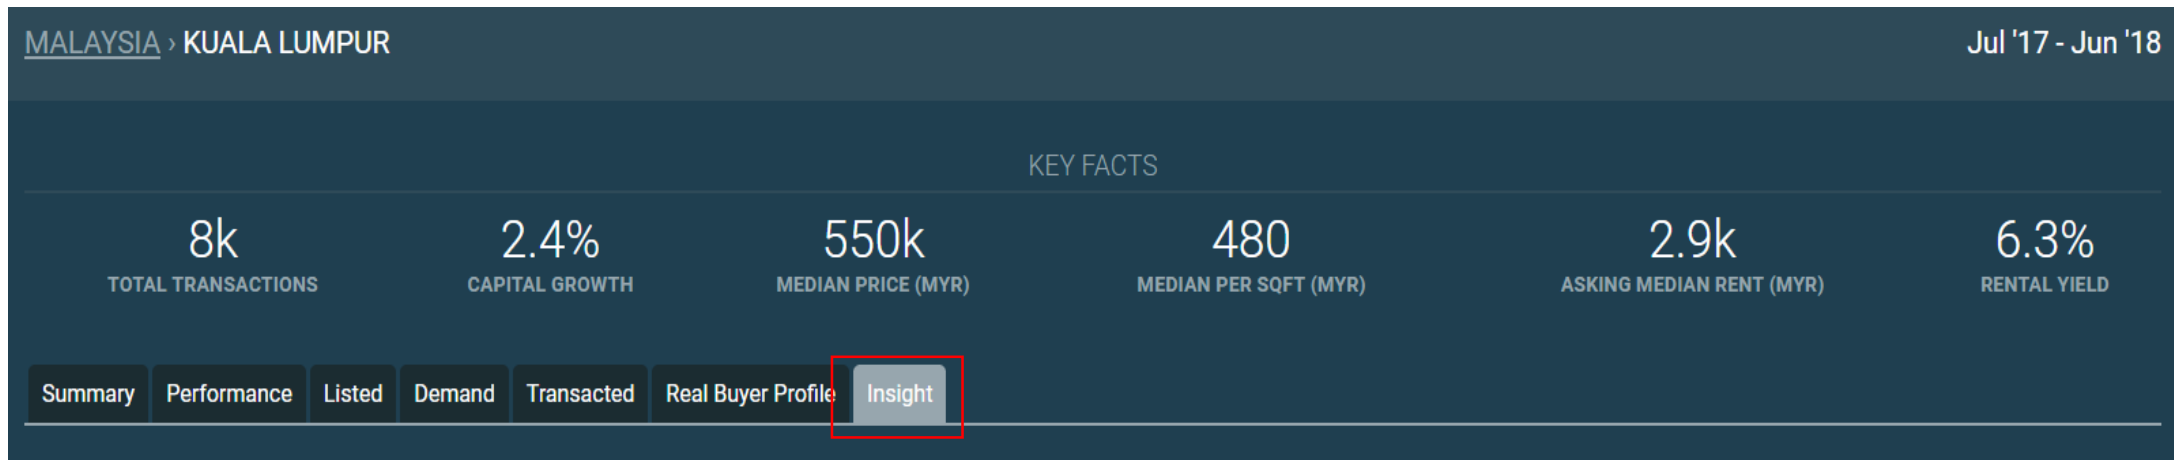 MALAYSIA › KUALA LUMPUR
Jul '17 - Jun '18
KEY FACTS
8k 2.4% 550k 480 2.9k 6.3%
TOTAL TRANSACTIONS CAPITAL GROWTH MEDIAN PRICE (MYR) MEDIAN PER SQFT (MYR) ASKING MEDIAN RENT (MYR) RENTAL YIELD
Summary Performance Listed Demand Transacted Real Buyer Profile Insight